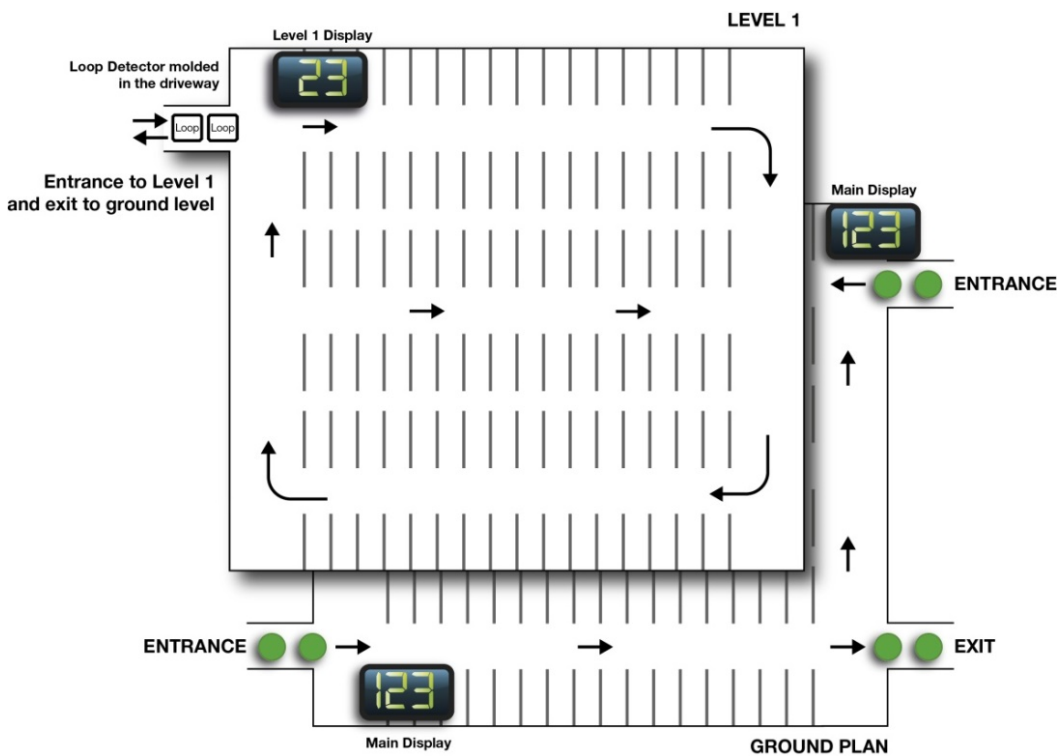 LEVEL 1
Level 1 Display
23
Loop Detector molded
in the driveway
Loop Loop
Entrance to Level 1
and exit to ground level
Main Display
123
ENTRANCE
ENTRANCE
EXIT
123
Main Display
GROUND PLAN